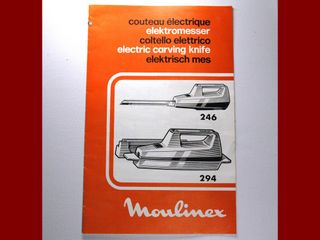 couteau électrique
elektromesser
coltello elettrico
electric carving knife
elektrisch mes
246
294
Moulinex